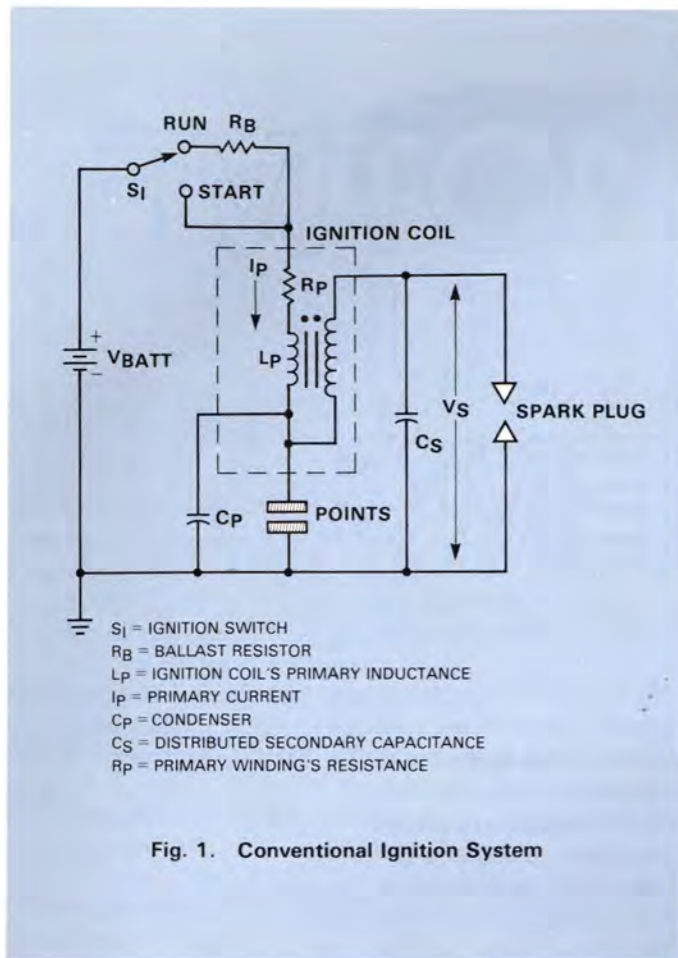 RUN
RB
SI
START
IGNITION COIL
IP
RP
+
VBATT
−
LP
VS
SPARK PLUG
CS
CP
POINTS
SI = IGNITION SWITCH
RB = BALLAST RESISTOR
LP = IGNITION COIL'S PRIMARY INDUCTANCE
IP = PRIMARY CURRENT
CP = CONDENSER
CS = DISTRIBUTED SECONDARY CAPACITANCE
RP = PRIMARY WINDING'S RESISTANCE
Fig. 1. Conventional Ignition System